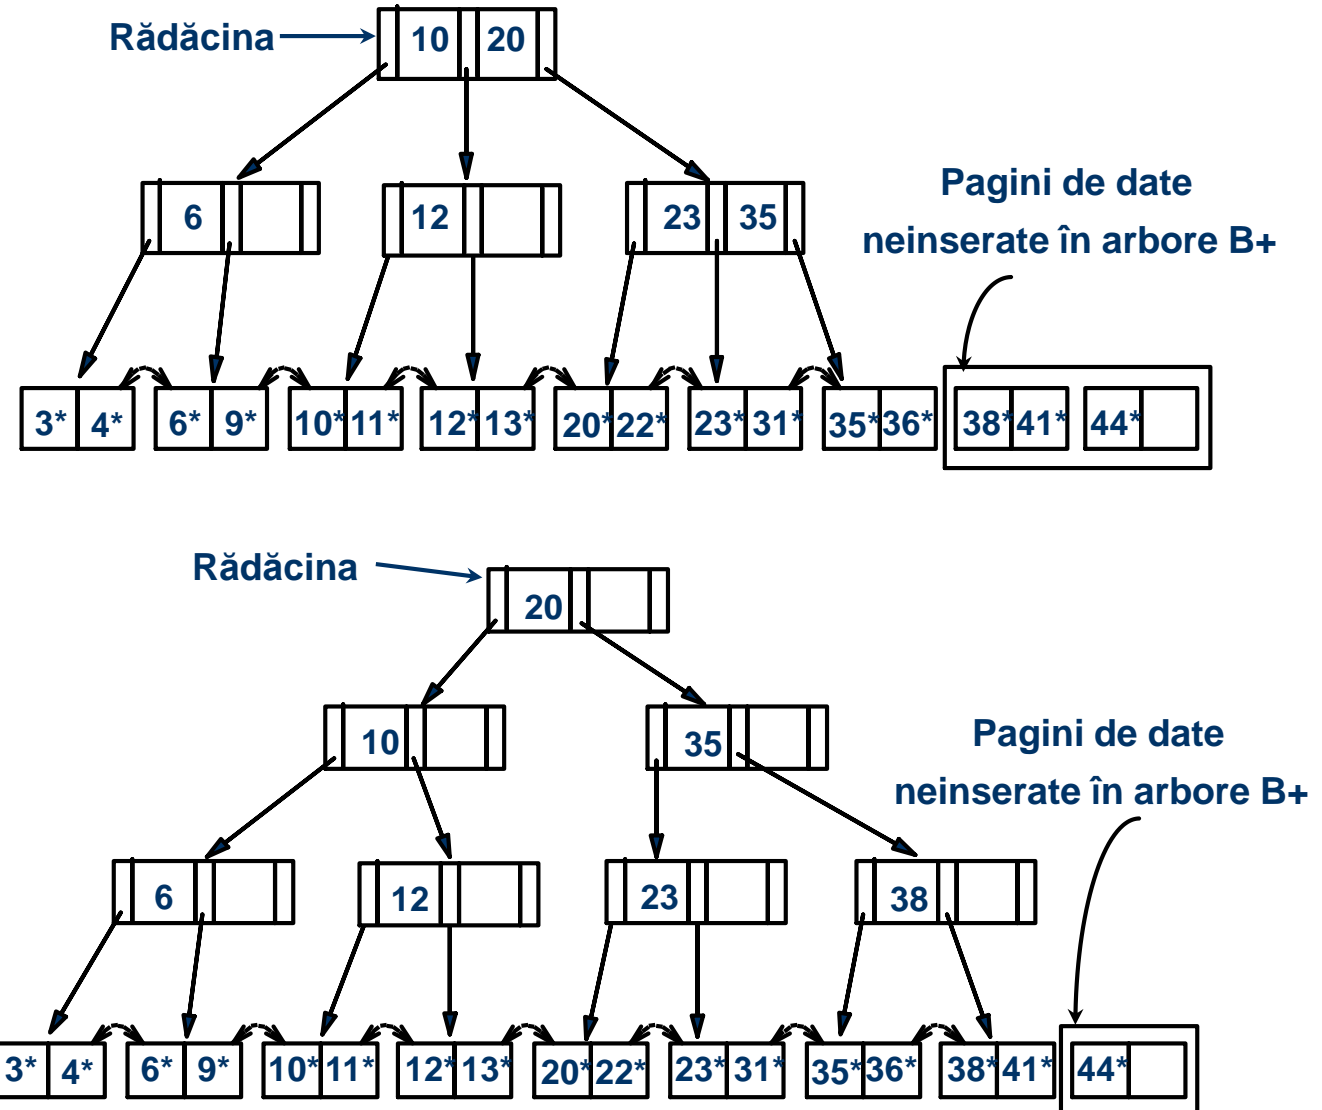 Rădăcina
10 20
Pagini de date
neinserate în arbore B+
6 12 23 35
3* 4* 6* 9* 10* 11* 12* 13* 20* 22* 23* 31* 35* 36* 38* 41* 44*
Rădăcina
20
10 35
Pagini de date
neinserate în arbore B+
6 12 23 38
3* 4* 6* 9* 10* 11* 12* 13* 20* 22* 23* 31* 35* 36* 38* 41* 44*